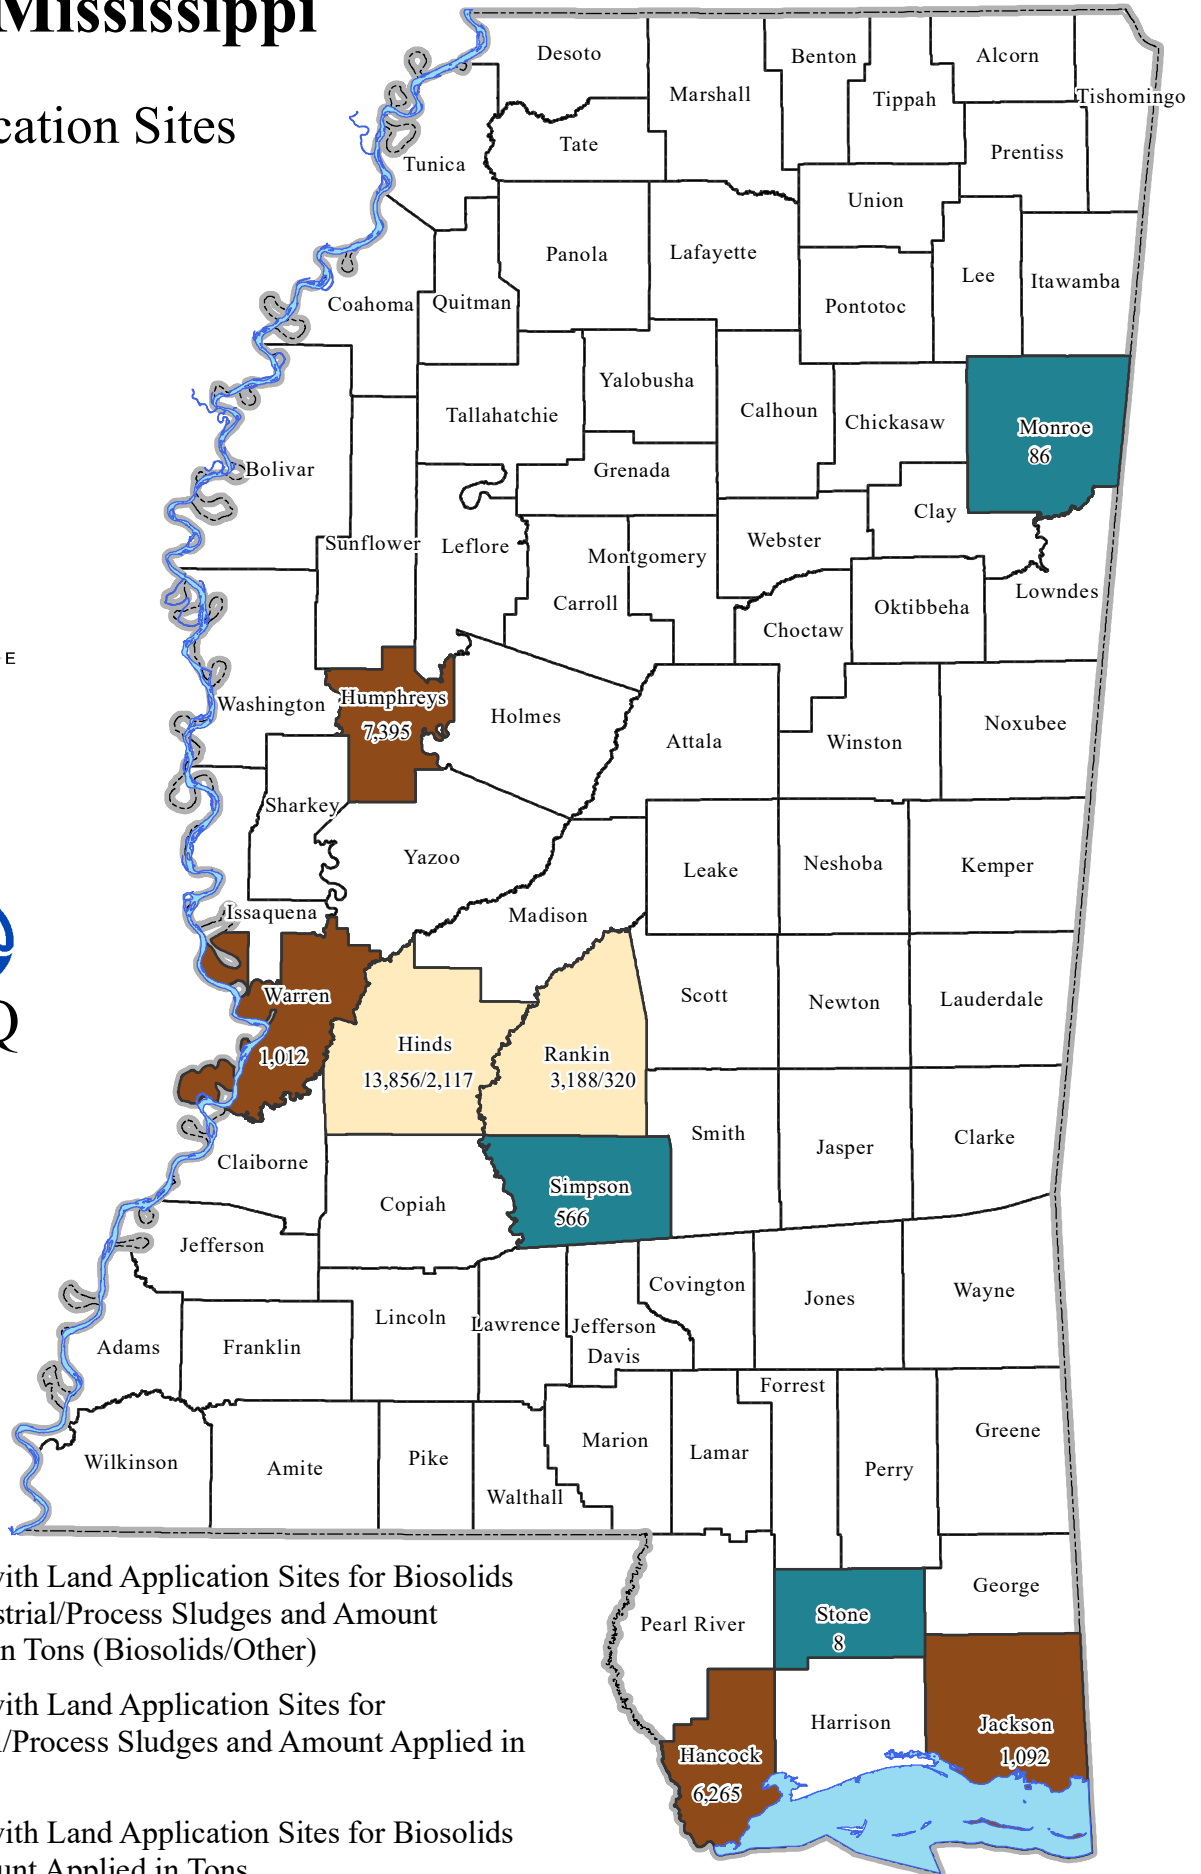 Mississippi
cation Sites
Desoto
Benton
Alcorn
Marshall
Tippah
Tishomingo
Tate
Tunica
Prentiss
Union
Panola
Lafayette
Lee
Itawamba
Coahoma
Quitman
Pontotoc
Yalobusha
Tallahatchie
Calhoun
Chickasaw
Monroe
86
Bolivar
Grenada
Clay
Sunflower
Leflore
Montgomery
Webster
Lowndes
Carroll
Oktibbeha
Choctaw
E
Washington
Humphreys
7,395
Holmes
Attala
Winston
Noxubee
Sharkey
Yazoo
Leake
Neshoba
Kemper
Issaquena
Madison
Warren
1,012
Scott
Newton
Lauderdale
Q
Hinds
13,856/2,117
Rankin
3,188/320
Smith
Jasper
Clarke
Claiborne
Copiah
Simpson
566
Jefferson
Covington
Jones
Wayne
Lincoln
Lawrence
Jefferson
Davis
Adams
Franklin
Forrest
Wilkinson
Amite
Pike
Walthall
Marion
Lamar
Perry
Greene
with Land Application Sites for Biosolids
strial/Process Sludges and Amount
n Tons (Biosolids/Other)
Pearl River
Stone
8
George
with Land Application Sites for
l/Process Sludges and Amount Applied in
Harrison
Jackson
1,092
Hancock
6,265
with Land Application Sites for Biosolids
unt Applied in Tons